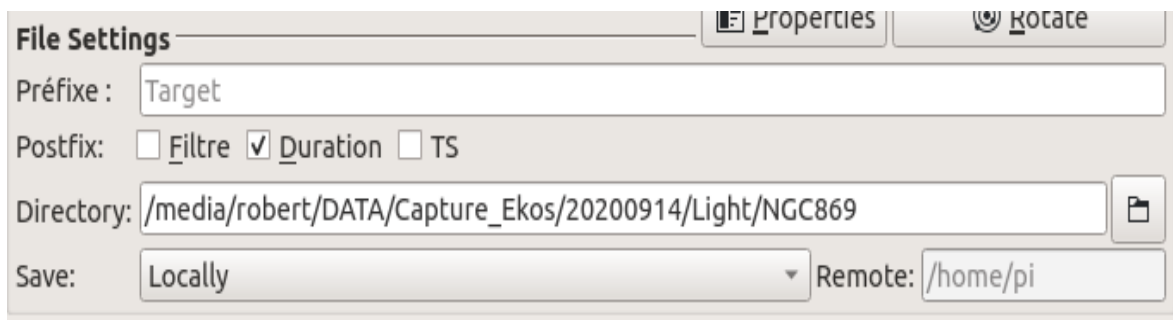 File Settings Properties Rotate
Préfixe : Target
Postfix: Filtre Duration TS
Directory: /media/robert/DATA/Capture_Ekos/20200914/Light/NGC869
Save: Locally Remote: /home/pi